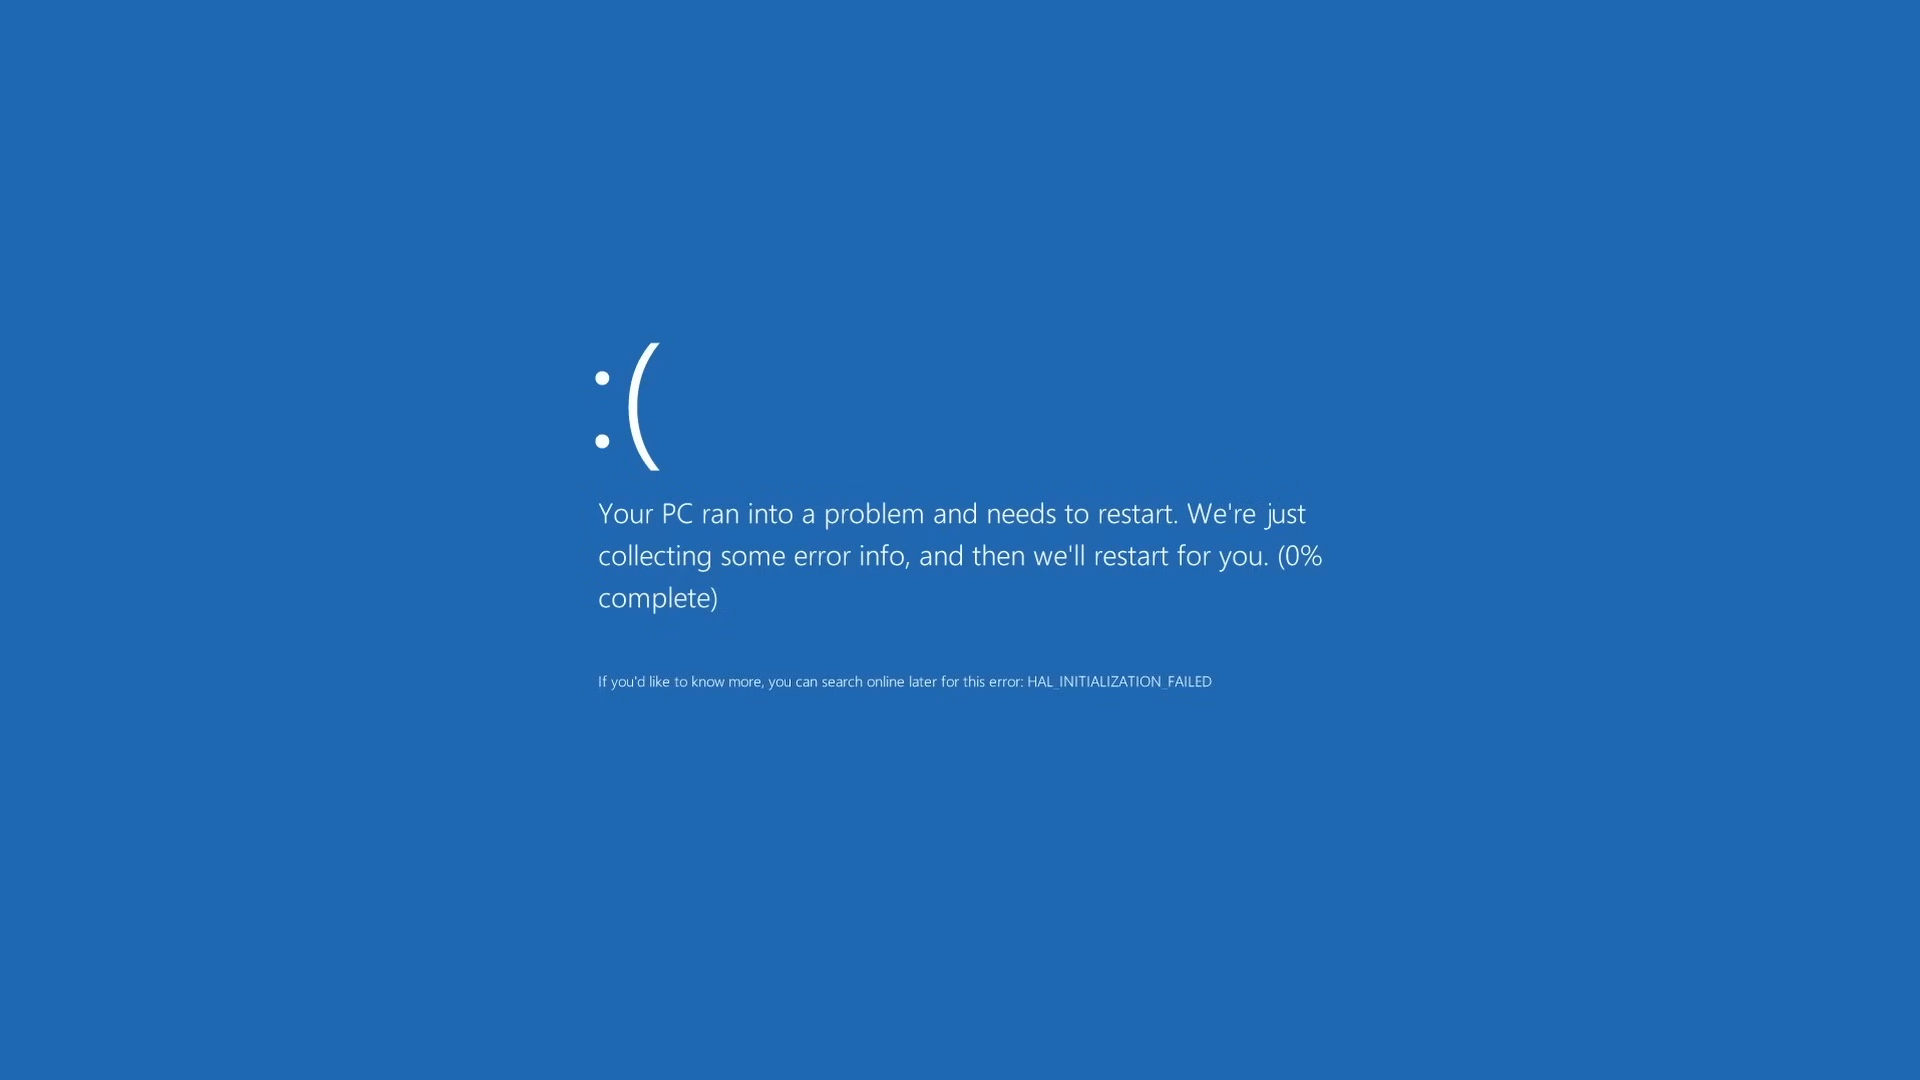 :(
Your PC ran into a problem and needs to restart. We're just
collecting some error info, and then we'll restart for you. (0%
complete)
If you'd like to know more, you can search online later for this error: HAL_INITIALIZATION_FAILED